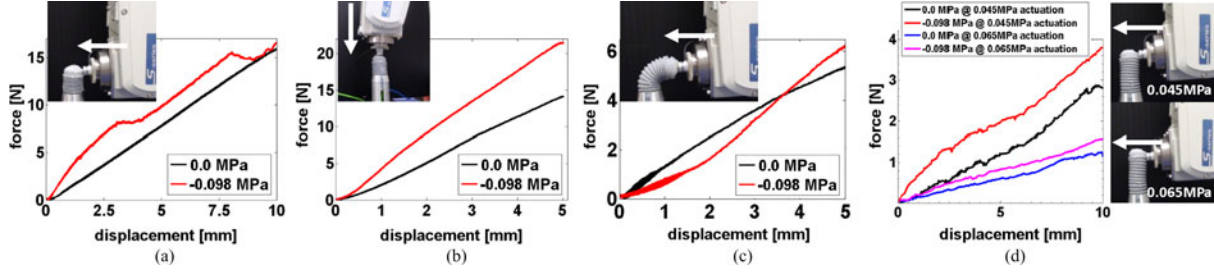 force [N]
15
10
5
0
0
2.5
5
7.5
10
0.0 MPa
-0.098 MPa
displacement [mm]
(a)
force [N]
20
15
10
5
0
0
1
2
3
4
5
0.0 MPa
-0.098 MPa
displacement [mm]
(b)
force [N]
6
4
2
0
0
1
2
3
4
5
0.0 MPa
-0.098 MPa
displacement [mm]
(c)
0.0 MPa @ 0.045MPa actuation
-0.098 MPa @ 0.045MPa actuation
0.0 MPa @ 0.065MPa actuation
-0.098 MPa @ 0.065MPa actuation
force [N]
4
3
2
1
0
5
10
displacement [mm]
(d)
0.045MPa
0.065MPa